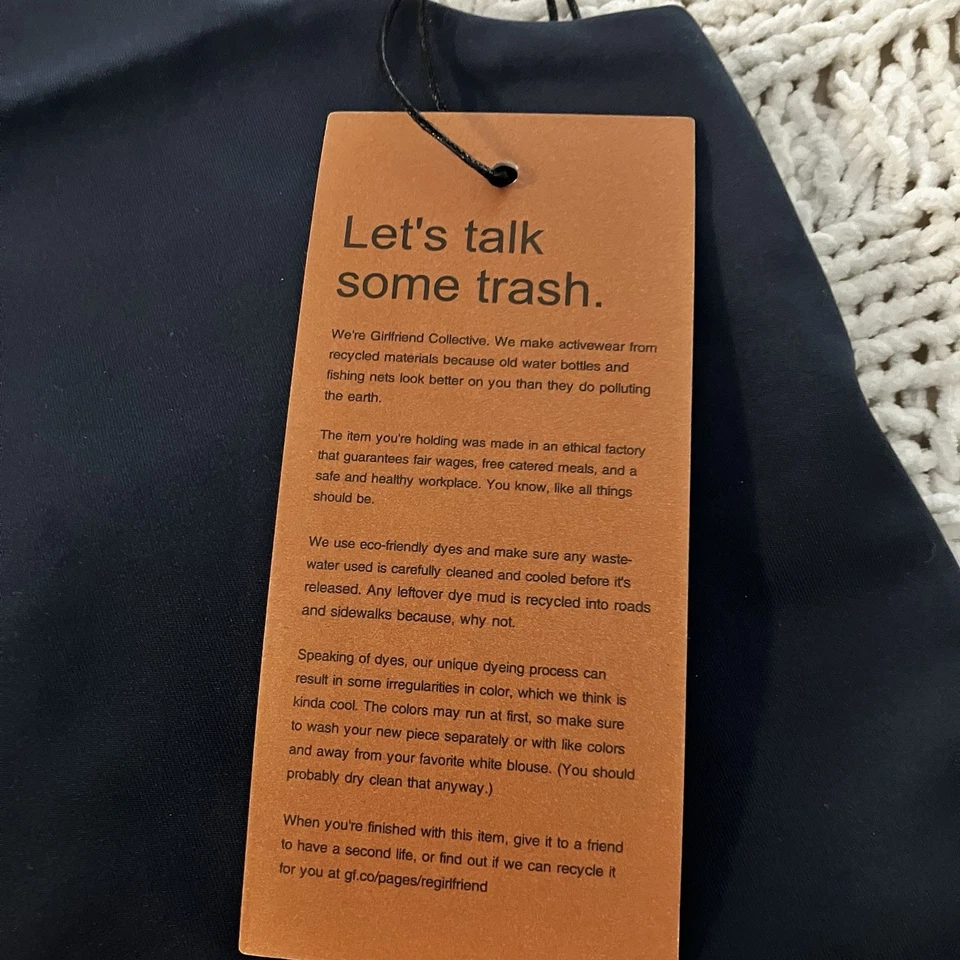 Let's talk
some trash.
We're Girlfriend Collective. We make activewear from
recycled materials because old water bottles and
fishing nets look better on you than they do polluting
the earth.
The item you're holding was made in an ethical factory
that guarantees fair wages, free catered meals, and a
safe and healthy workplace. You know, like all things
should be.
We use eco-friendly dyes and make sure any waste-
water used is carefully cleaned and cooled before it's
released. Any leftover dye mud is recycled into roads
and sidewalks because, why not.
Speaking of dyes, our unique dyeing process can
result in some irregularities in color, which we think is
kinda cool. The colors may run at first, so make sure
to wash your new piece separately or with like colors
and away from your favorite white blouse. (You should
probably dry clean that anyway.)
When you're finished with this item, give it to a friend
to have a second life, or find out if we can recycle it
for you at gf.co/pages/regirlfriend